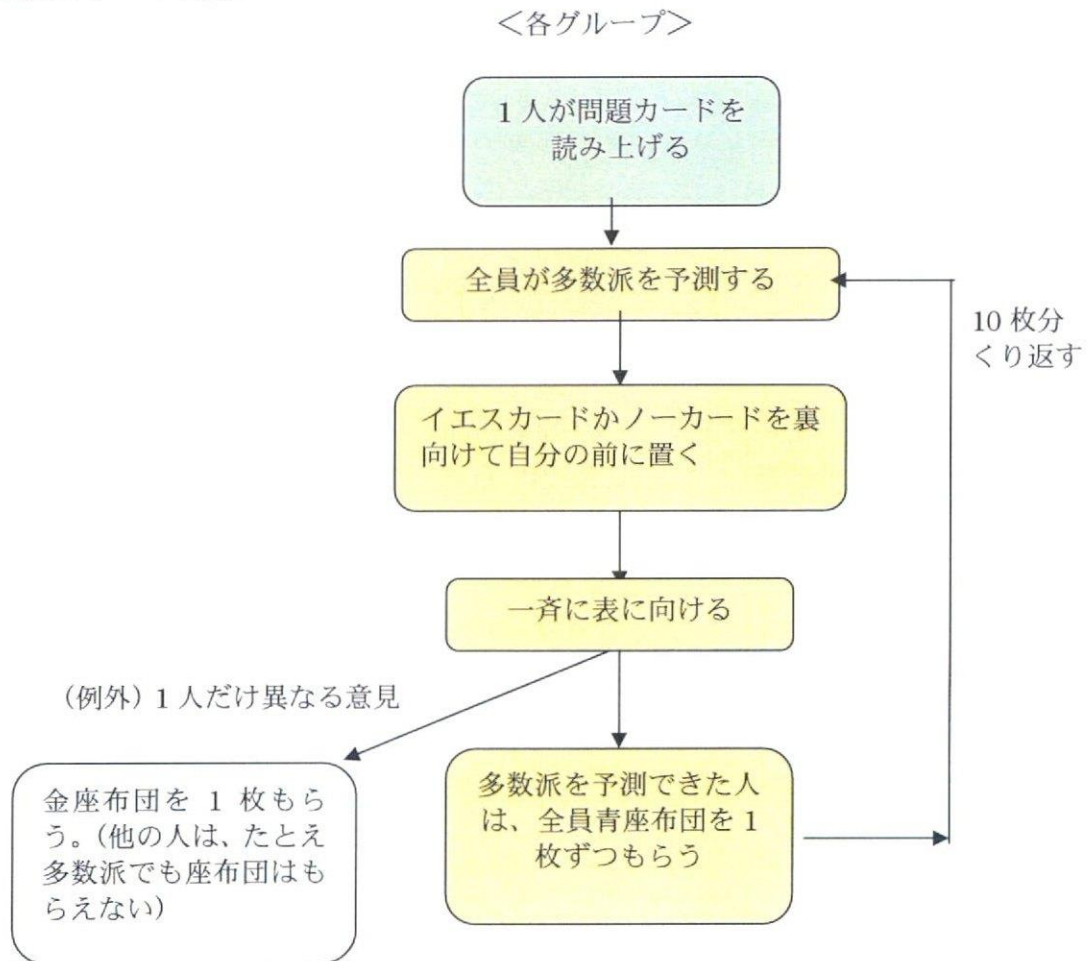 ＜各グループ＞
1 人が問題カードを
読み上げる
全員が多数派を予測する
10 枚分
くり返す
イエスカードかノーカードを裏
向けて自分の前に置く
一斉に表に向ける
（例外）1 人だけ異なる意見
金座布団を 1 枚もら
う。（他の人は、たとえ
多数派でも座布団はも
らえない）
多数派を予測できた人
は、全員青座布団を 1
枚ずつもらう